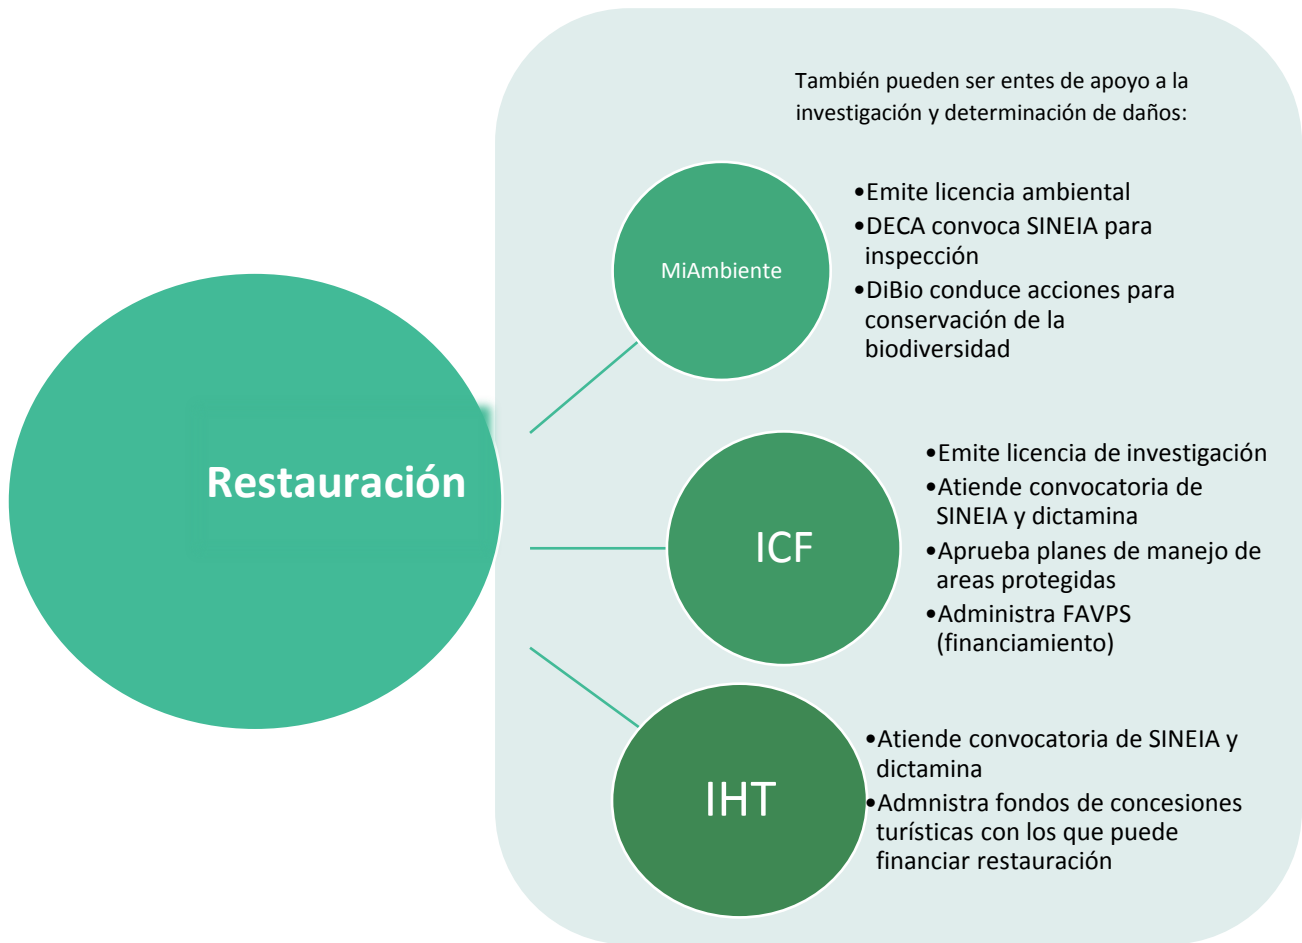 También pueden ser entes de apoyo a la
investigación y determinación de daños:
MiAmbiente
•Emite licencia ambiental
•DECA convoca SINEIA para
inspección
•DiBio conduce acciones para
conservación de la
biodiversidad
Restauración
ICF
•Emite licencia de investigación
•Atiende convocatoria de
SINEIA y dictamina
•Aprueba planes de manejo de
areas protegidas
•Administra FAVPS
(financiamiento)
IHT
•Atiende convocatoria de SINEIA y
dictamina
•Admnistra fondos de concesiones
turísticas con los que puede
financiar restauración